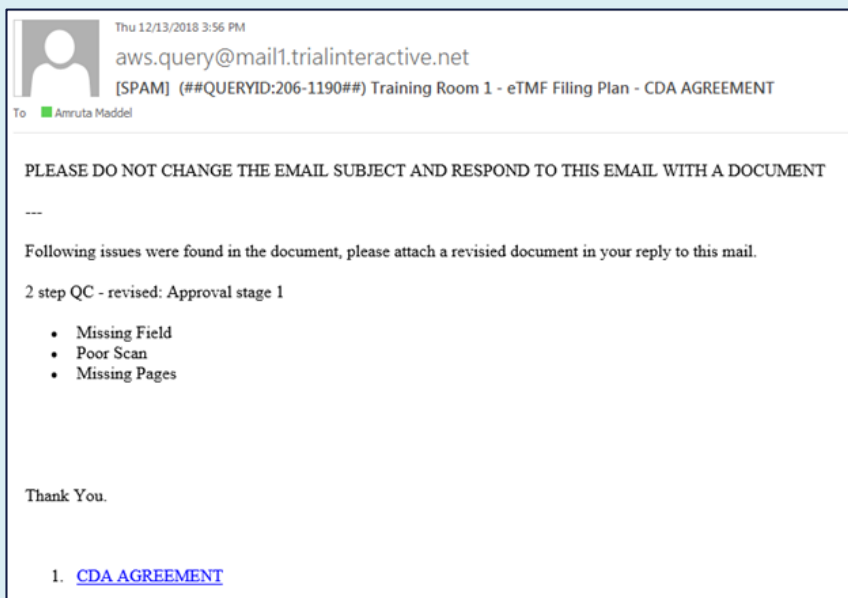 Thu 12/13/2018 3:56 PM
aws.query@mail1.trialinteractive.net
[SPAM] (##QUERYID:206-1190##) Training Room 1 - eTMF Filing Plan - CDA AGREEMENT
To Amruta Maddel
PLEASE DO NOT CHANGE THE EMAIL SUBJECT AND RESPOND TO THIS EMAIL WITH A DOCUMENT
---
Following issues were found in the document, please attach a revisied document in your reply to this mail.
2 step QC - revised: Approval stage 1
• Missing Field
• Poor Scan
• Missing Pages
Thank You.
1. CDA AGREEMENT